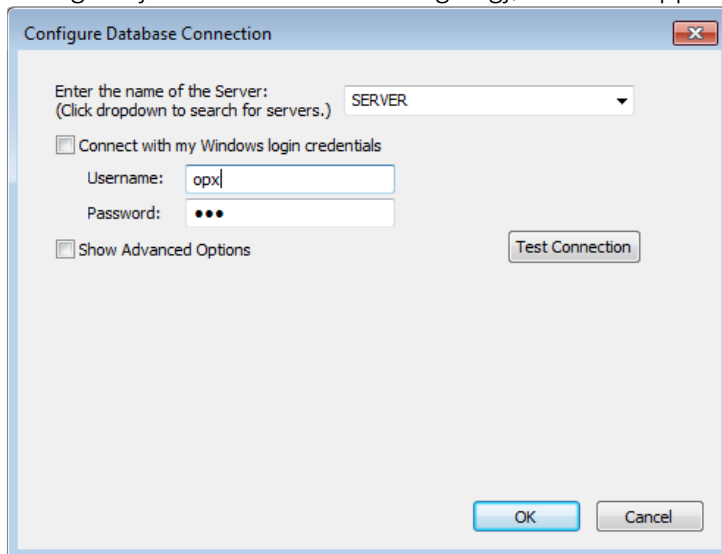 Configure Database Connection
Enter the name of the Server:
(Click dropdown to search for servers.)
SERVER
Connect with my Windows login credentials
Username:
opx
Password:
●●●
Show Advanced Options
Test Connection
OK
Cancel